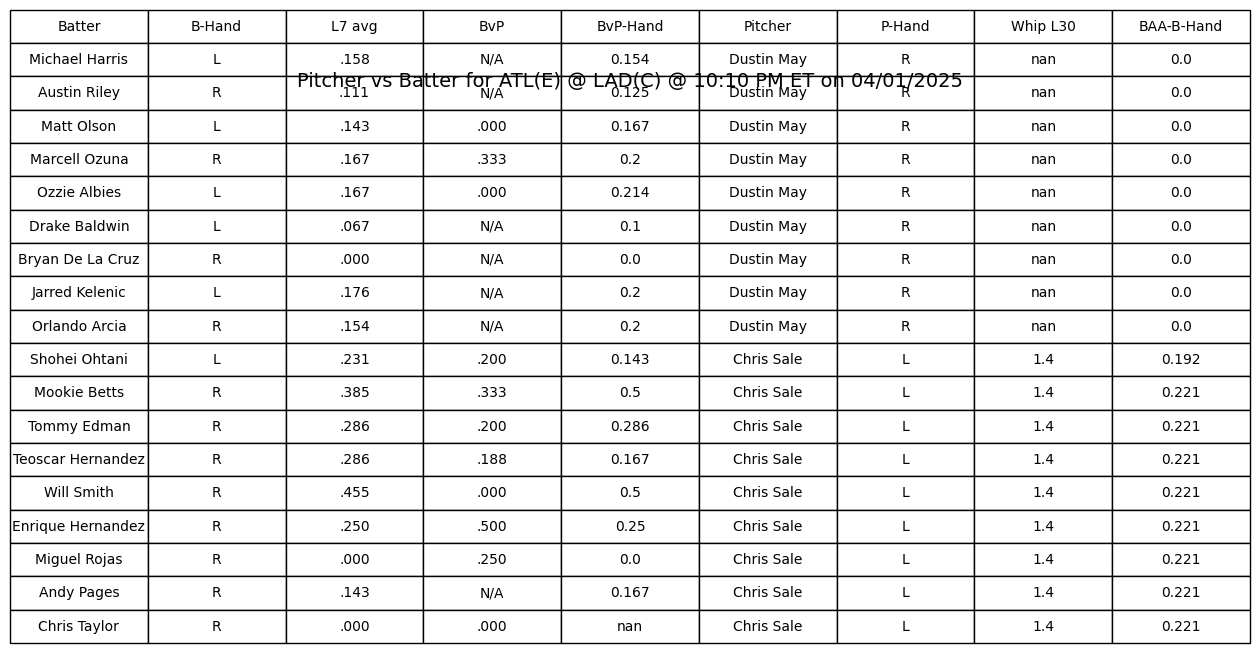 Batter B-Hand L7 avg BvP BvP-Hand Pitcher P-Hand Whip L30 BAA-B-Hand
Michael Harris L .158 N/A 0.154 Dustin May R nan 0.0
Pitcher vs Batter for ATL(E) @ LAD(C) @ 10:10 PM ET on 04/01/2025
Austin Riley R .111 N/A 0.125 Dustin May R nan 0.0
Matt Olson L .143 .000 0.167 Dustin May R nan 0.0
Marcell Ozuna R .167 .333 0.2 Dustin May R nan 0.0
Ozzie Albies L .167 .000 0.214 Dustin May R nan 0.0
Drake Baldwin L .067 N/A 0.1 Dustin May R nan 0.0
Bryan De La Cruz R .000 N/A 0.0 Dustin May R nan 0.0
Jarred Kelenic L .176 N/A 0.2 Dustin May R nan 0.0
Orlando Arcia R .154 N/A 0.2 Dustin May R nan 0.0
Shohei Ohtani L .231 .200 0.143 Chris Sale L 1.4 0.192
Mookie Betts R .385 .333 0.5 Chris Sale L 1.4 0.221
Tommy Edman R .286 .200 0.286 Chris Sale L 1.4 0.221
Teoscar Hernandez R .286 .188 0.167 Chris Sale L 1.4 0.221
Will Smith R .455 .000 0.5 Chris Sale L 1.4 0.221
Enrique Hernandez R .250 .500 0.25 Chris Sale L 1.4 0.221
Miguel Rojas R .000 .250 0.0 Chris Sale L 1.4 0.221
Andy Pages R .143 N/A 0.167 Chris Sale L 1.4 0.221
Chris Taylor R .000 .000 nan Chris Sale L 1.4 0.221